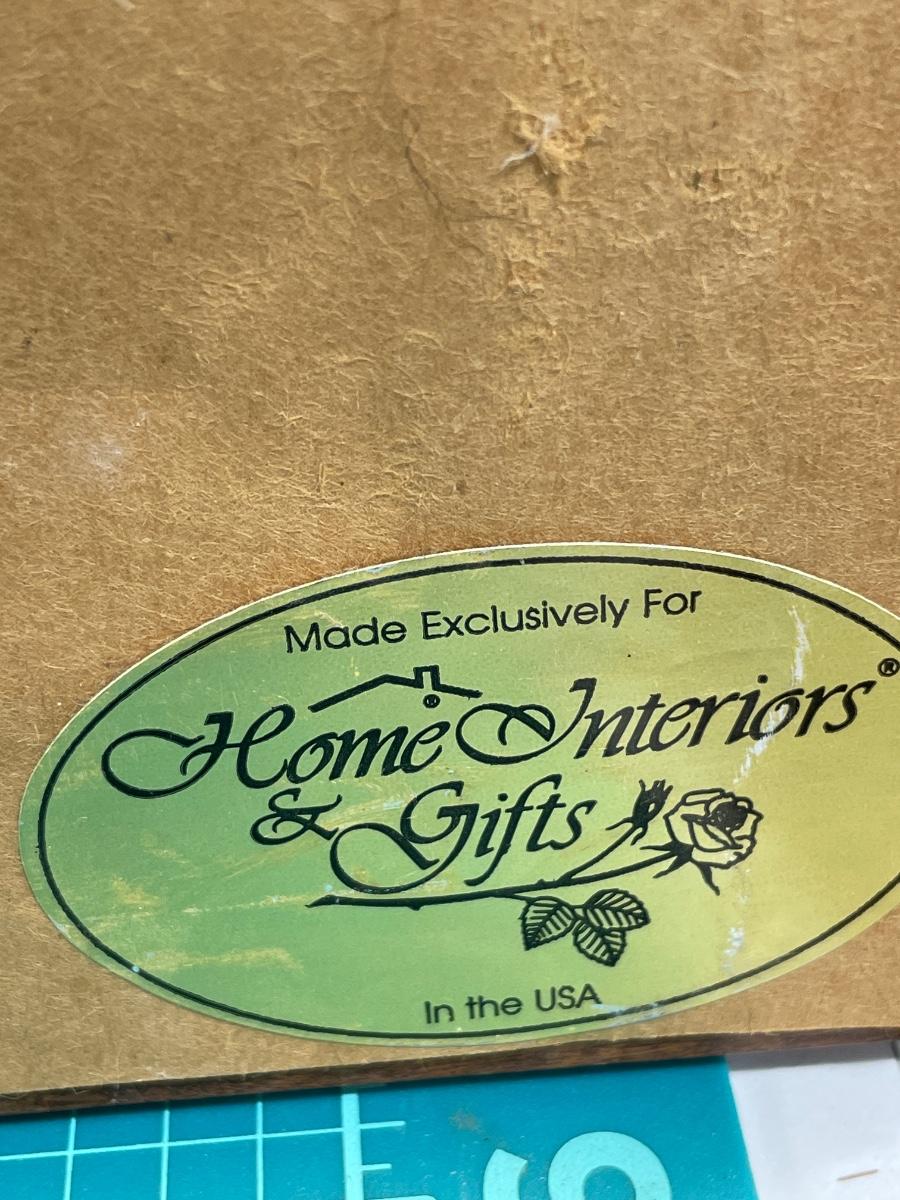 Made Exclusively For
Home Interiors®
& Gifts
In the USA